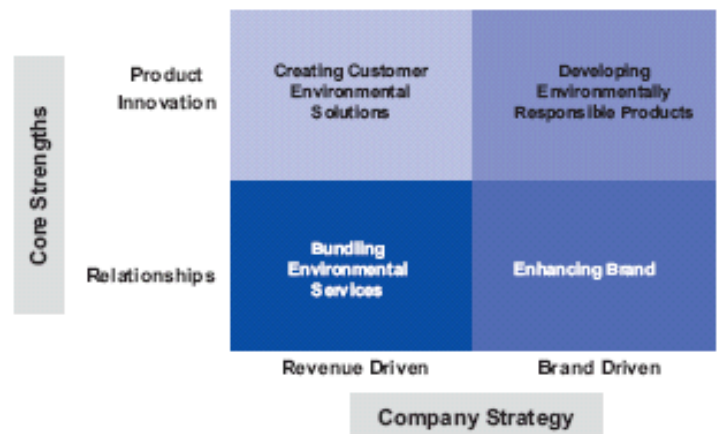 Core Strengths
Product
Innovation
Creating Customer
Environmental
Solutions
Developing
Environmentally
Responsible Products
Relationships
Bundling
Environmental
Services
Enhancing Brand
Revenue Driven
Brand Driven
Company Strategy